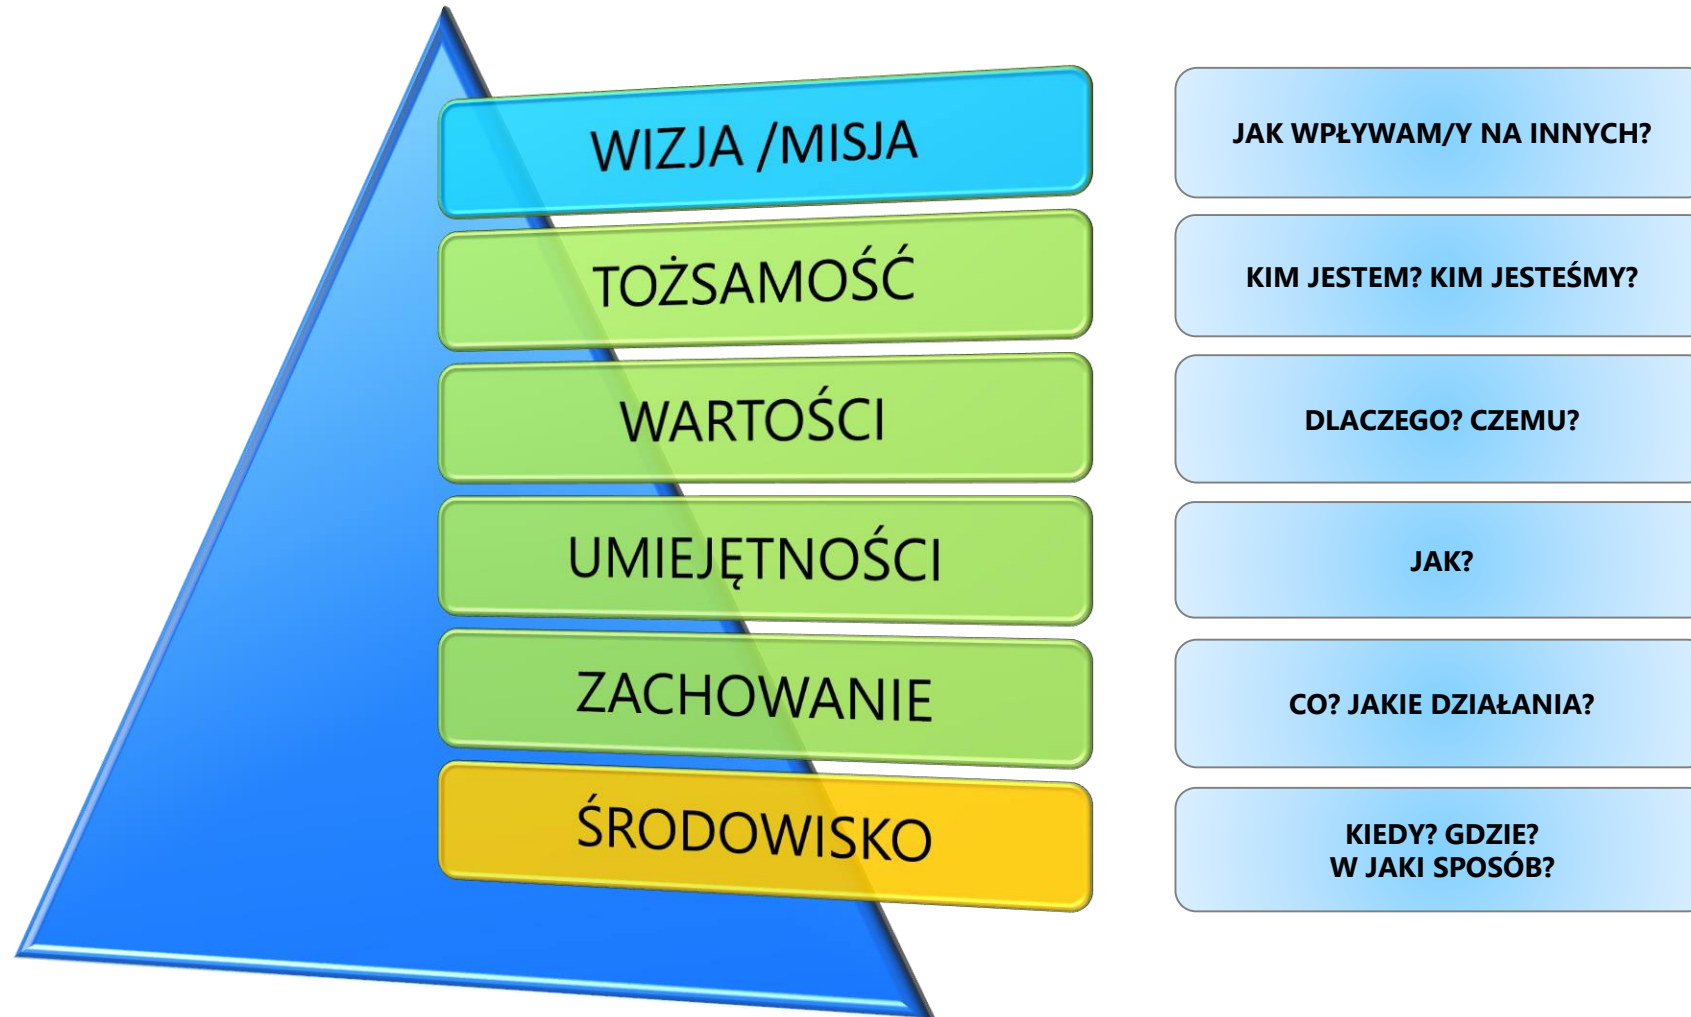 WIZJA /MISJA
JAK WPŁYWAM/Y NA INNYCH?
TOŻSAMOŚĆ
KIM JESTEM? KIM JESTEŚMY?
WARTOŚCI
DLACZEGO? CZEMU?
UMIEJĘTNOŚCI
JAK?
ZACHOWANIE
CO? JAKIE DZIAŁANIA?
ŚRODOWISKO
KIEDY? GDZIE?
W JAKI SPOSÓB?